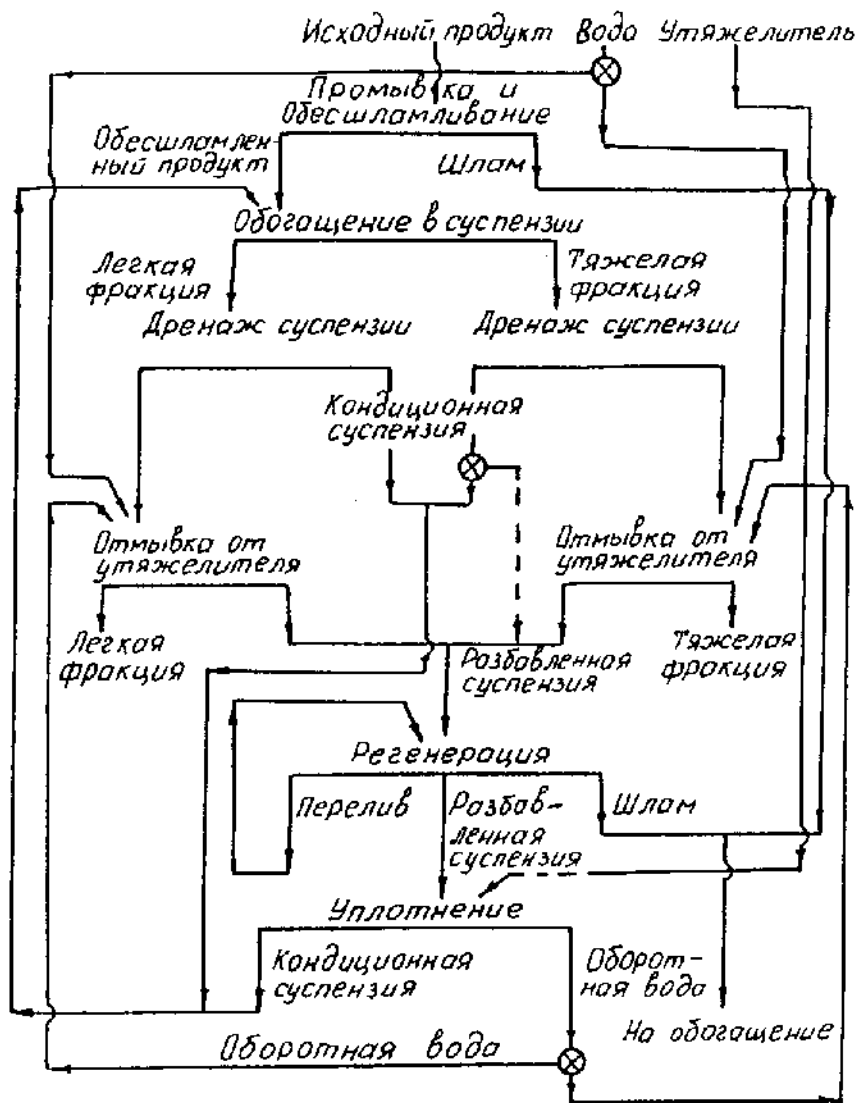 Исходный продукт Вода Утяжелитель
Промывка и
Обесшламливание
Обесшламлен-
ный продукт
Шлам
Обогащение в суспензии
Легкая
фракция
Тяжелая
фракция
Дренаж суспензии
Дренаж суспензии
Кондиционная
суспензия
Отмывка от
утяжелителя
Отмывка от
утяжелителя
Легкая
фракция
Разбавленная
суспензия
Тяжелая
фракция
Регенерация
Перелив
Разбав-
ленная
суспензия
Шлам
Уплотнение
Кондиционная
суспензия
Оборот-
ная вода
На обогащение
Оборотная вода